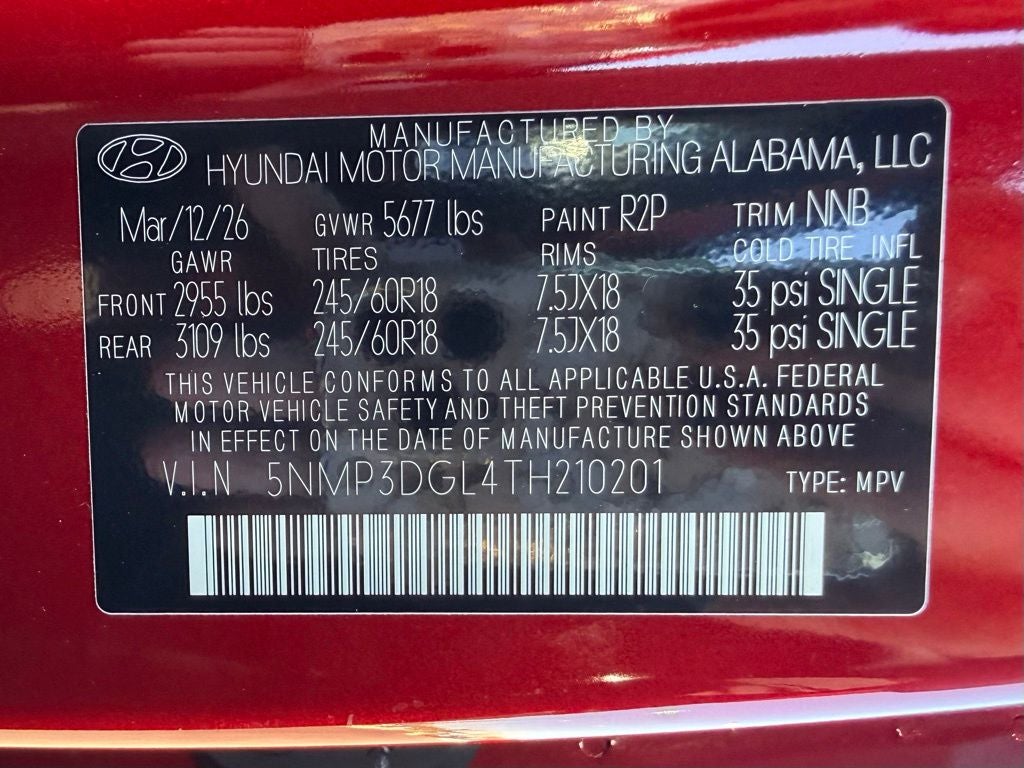 MANUFACTURED BY
HYUNDAI MOTOR MANUFACTURING ALABAMA, LLC
Mar/12/26 GVWR 5677 lbs PAINT R2P TRIM NNB
GAWR TIRES RIMS COLD TIRE INFL
FRONT 2955 lbs 245/60R18 7.5JX18 35 psi SINGLE
REAR 3109 lbs 245/60R18 7.5JX18 35 psi SINGLE
THIS VEHICLE CONFORMS TO ALL APPLICABLE U.S.A. FEDERAL
MOTOR VEHICLE SAFETY AND THEFT PREVENTION STANDARDS
IN EFFECT ON THE DATE OF MANUFACTURE SHOWN ABOVE
V.I.N 5NMP3DGL4TH210201 TYPE: MPV